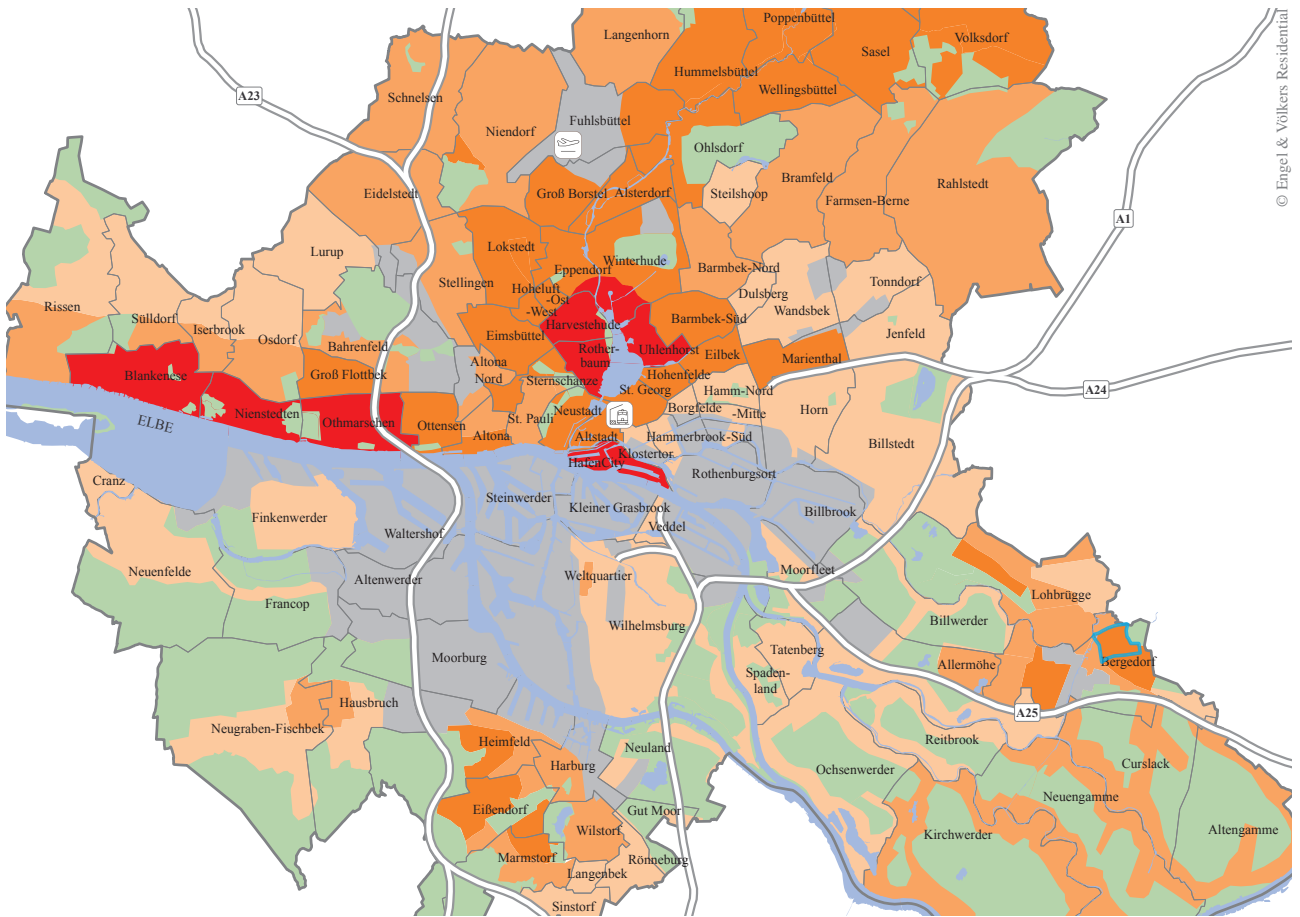 Poppenbüttel
Langenhorn
Volksdorf
Sasel
Hummelsbüttel
Wellingsbüttel
A23
Schnelsen
Fuhlsbüttel
Niendorf
Ohlsdorf
© Engel & Völkers Residential
Eidelstedt
Groß Borstel
Alsterdorf
Steilshoop
Bramfeld
Farmsen-Berne
Rahlstedt
A1
Lurup
Lokstedt
Winterhude
Eppendorf
Barmbek-Nord
Stellingen
Hoheluft
-Ost
-West
Dulsberg
Tonndorf
Wandsbek
Rissen
Sülldorf
Iserbrook
Osdorf
Bahrenfeld
Eimsbüttel
Harvestehude
Barmbek-Süd
Jenfeld
Rother-
baum
Uhlenhorst
Eilbek
Marienthal
Blankenese
Groß Flottbek
Altona
Nord
Sternschanze
Hohenfelde
St. Georg
Hamm-Nord
A24
Nienstedten
Othmarschen
Ottensen
Altona
St. Pauli
Neustadt
Borgfelde
-Mitte
Horn
ELBE
Altstadt
Hammerbrook-Süd
Billstedt
Klostertor
HafenCity
Rothenburgsort
Cranz
Steinwerder
Kleiner Grasbrook
Billbrook
Finkenwerder
Waltershof
Veddel
Neuenfelde
Altenwerder
Weltquartier
Moorfleet
Francop
Lohbrügge
Wilhelmsburg
Billwerder
Moorburg
Tatenberg
Allermöhe
Bergedorf
Spaden-
land
Hausbruch
Neugraben-Fischbek
A25
Heimfeld
Neuland
Reitbrook
Harburg
Ochsenwerder
Curslack
Neuengamme
Eißendorf
Gut Moor
Wilstorf
Kirchwerder
Altengamme
Marmstorf
Rönneburg
Langenbek
Sinstorf